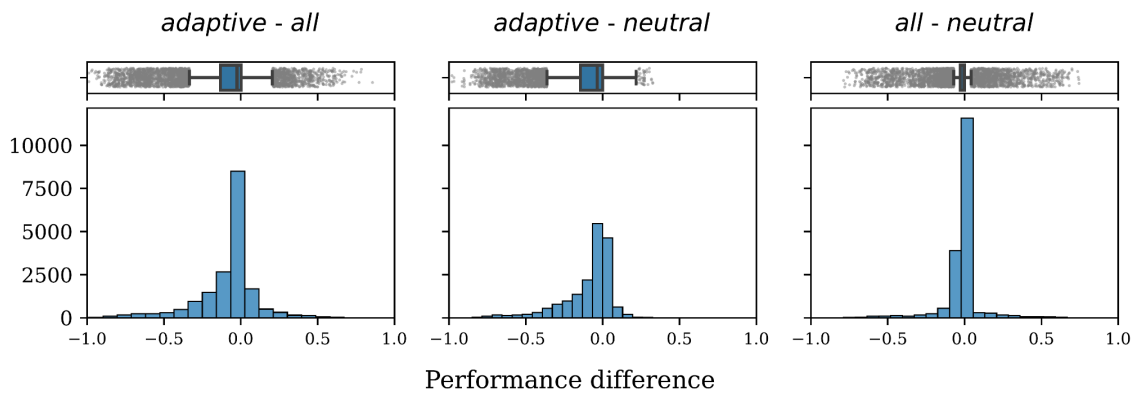 adaptive - all
adaptive - neutral
all - neutral
10000
7500
5000
2500
0
−1.0 −0.5 0.0 0.5 1.0
−1.0 −0.5 0.0 0.5 1.0
−1.0 −0.5 0.0 0.5 1.0
Performance difference